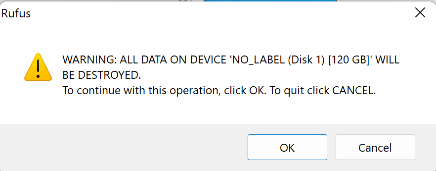 Rufus
WARNING: ALL DATA ON DEVICE 'NO_LABEL (Disk 1) [120 GB]' WILL
BE DESTROYED.
To continue with this operation, click OK. To quit click CANCEL.
OK
Cancel